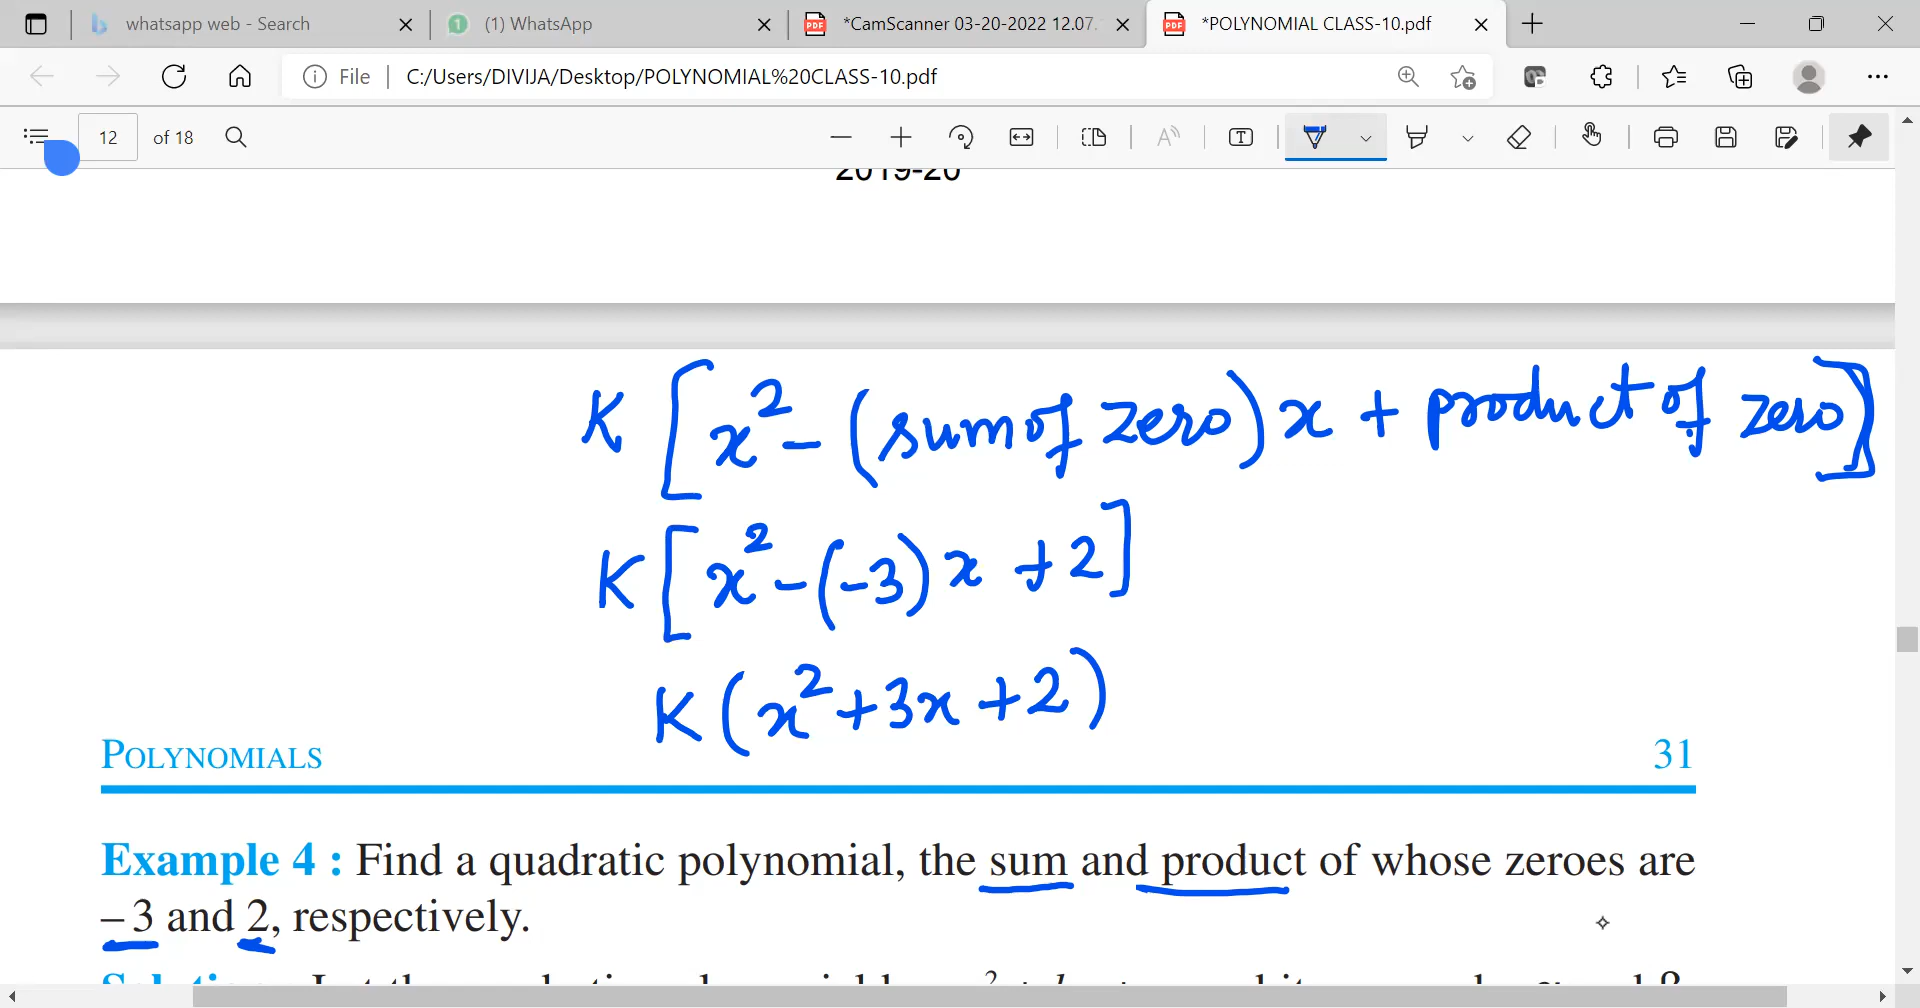 whatsapp web - Search
(1) WhatsApp
*CamScanner 03-20-2022 12.07.
*POLYNOMIAL CLASS-10.pdf
File
C:/Users/DIVIJA/Desktop/POLYNOMIAL%20CLASS-10.pdf
12 of 18
2019-20
K [x² - (sum of zero)x + product of zero]
K [x² - (-3)x + 2]
K (x² + 3x + 2)
POLYNOMIALS 31
Example 4 : Find a quadratic polynomial, the sum and product of whose zeroes are
– 3 and 2, respectively.